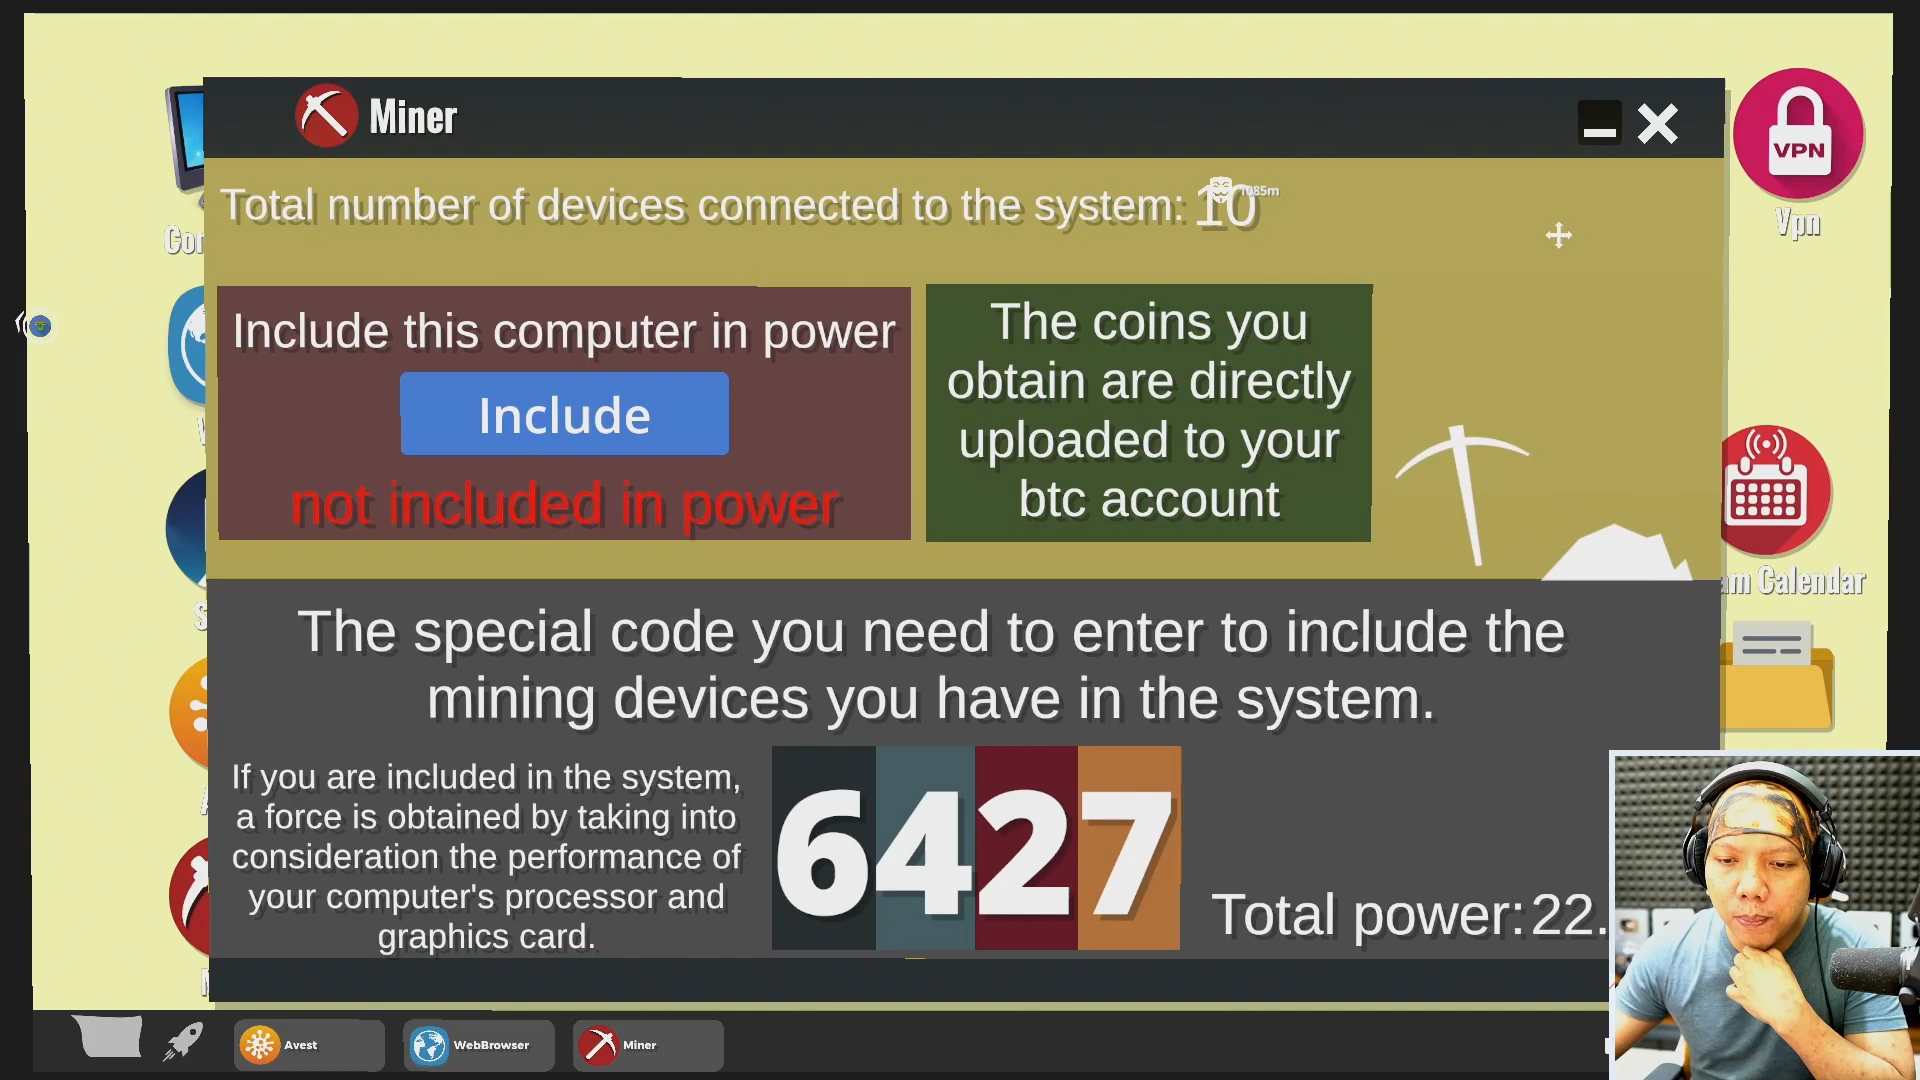 Miner
Total number of devices connected to the system: 10
1085m
VPN
Vpn
Include this computer in power
Include
not included in power
The coins you
obtain are directly
uploaded to your
btc account
Calendar
The special code you need to enter to include the
mining devices you have in the system.
If you are included in the system,
a force is obtained by taking into
consideration the performance of
your computer's processor and
graphics card.
6427
Total power: 22.
Avest
WebBrowser
Miner